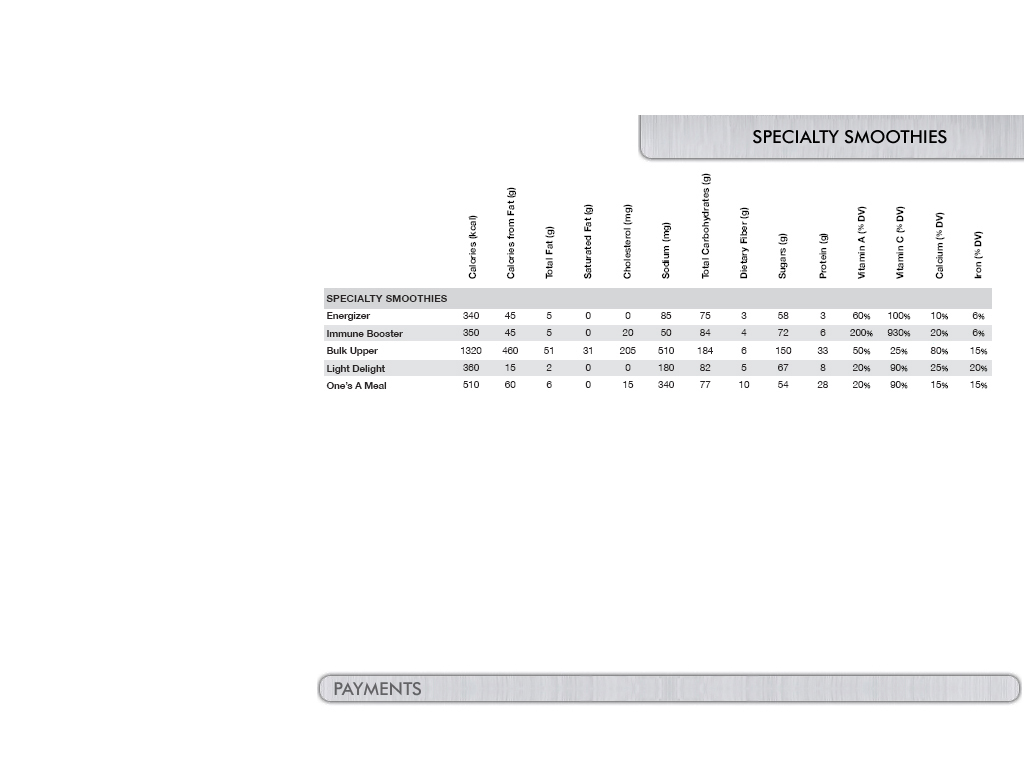 SPECIALTY SMOOTHIES
Calories (kcal) Calories from Fat (g) Total Fat (g) Saturated Fat (g) Cholesterol (mg) Sodium (mg) Total Carbohydrates (g) Dietary Fiber (g) Sugars (g) Protein (g) Vitamin A (% DV) Vitamin C (% DV) Calcium (% DV) Iron (% DV)
SPECIALTY SMOOTHIES
Energizer 340 45 5 0 0 85 75 3 58 3 60% 100% 10% 6%
Immune Booster 350 45 5 0 20 50 84 4 72 6 200% 930% 20% 6%
Bulk Upper 1320 460 51 31 205 510 184 6 150 33 50% 25% 80% 15%
Light Delight 360 15 2 0 0 180 82 5 67 8 20% 90% 25% 20%
One's A Meal 510 60 6 0 15 340 77 10 54 28 20% 90% 15% 15%
PAYMENTS